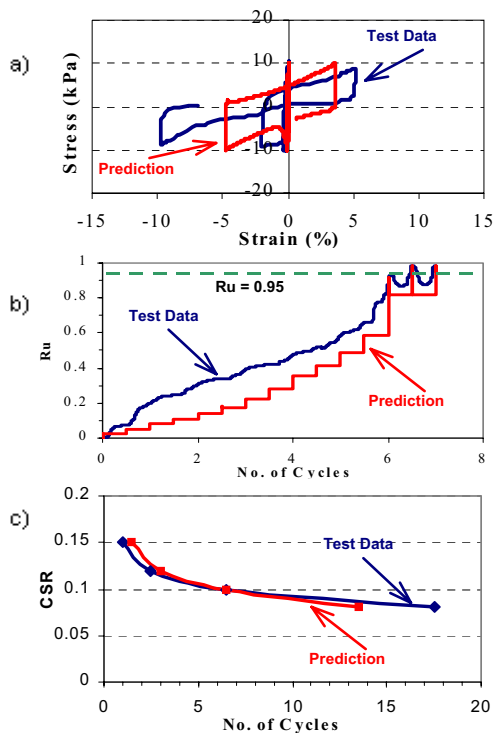 a)
20
10
0
-10
-20
Stress (kPa)
Test Data
Prediction
-15 -10 -5 0 5 10 15
Strain (%)
b)
1
0.8
0.6
0.4
0.2
0
Ru
Ru = 0.95
Test Data
Prediction
0 2 4 6 8
No. of Cycles
c)
0.2
0.15
0.1
0.05
0
CSR
Test Data
Prediction
0 5 10 15 20
No. of Cycles